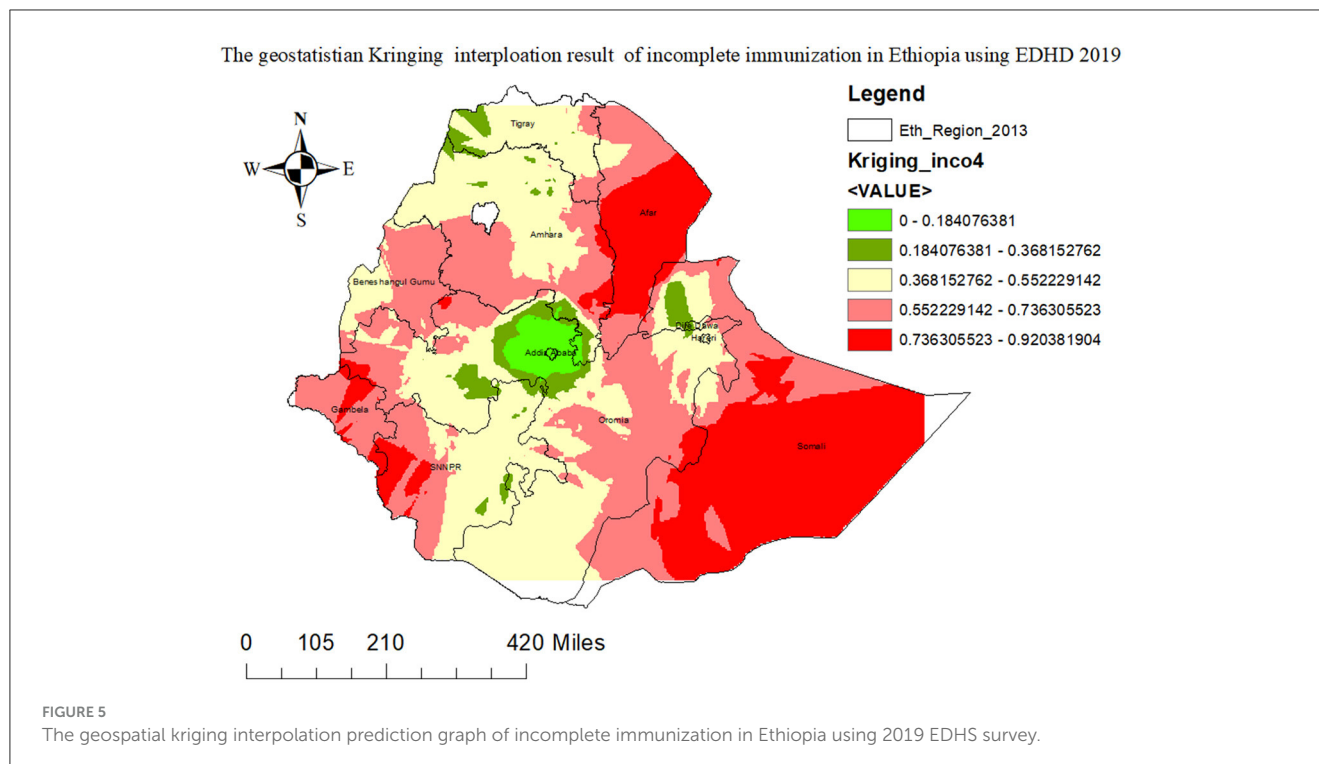 The geostatistian Kringing interploation result of incomplete immunization in Ethiopia using EDHD 2019
Legend
Eth_Region_2013
Kriging_inco4
<VALUE>
0 - 0.184076381
0.184076381 - 0.368152762
0.368152762 - 0.552229142
0.552229142 - 0.736305523
0.736305523 - 0.920381904
N
W E
S
Tigray
Afar
Amhara
Beneshangul Gumu
Dire Dawa
Hareri
Addis Ababa
Gambela
Oromia
Somali
SNNPR
0 105 210 420 Miles
FIGURE 5
The geospatial kriging interpolation prediction graph of incomplete immunization in Ethiopia using 2019 EDHS survey.